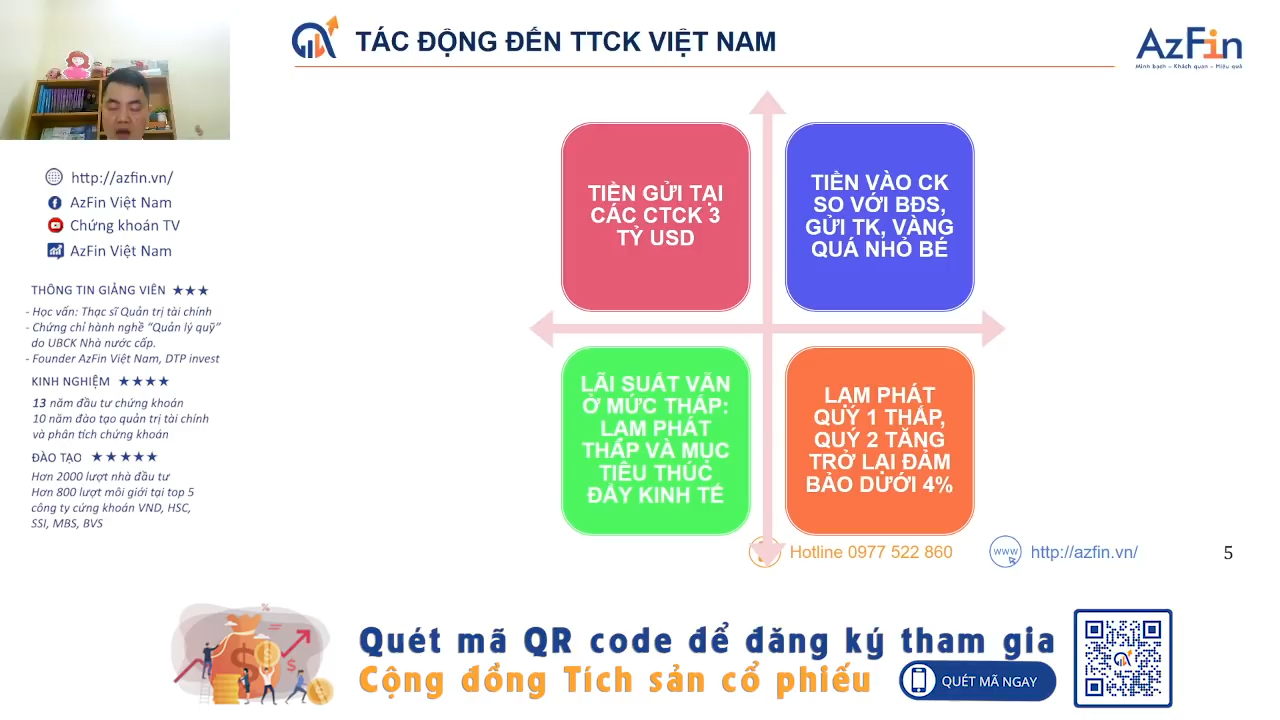 TÁC ĐỘNG ĐẾN TTCK VIỆT NAM
AzFin
Minh bạch – Khách quan – Hiệu quả
http://azfin.vn/
AzFin Việt Nam
Chứng khoán TV
AzFin Việt Nam
THÔNG TIN GIẢNG VIÊN ★★★
- Học vấn: Thạc sĩ Quản trị tài chính
- Chứng chỉ hành nghề “Quản lý quỹ”
do UBCK Nhà nước cấp.
- Founder AzFin Việt Nam, DTP invest
KINH NGHIỆM ★★★★
13 năm đầu tư chứng khoán
10 năm đào tạo quản trị tài chính
và phân tích chứng khoán
ĐÀO TẠO ★★★★★
Hơn 2000 lượt nhà đầu tư
Hơn 800 lượt môi giới tại top 5
công ty cứng khoán VND, HSC,
SSI, MBS, BVS
TIỀN GỬI TẠI
CÁC CTCK 3
TỶ USD
TIỀN VÀO CK
SO VỚI BĐS,
GỬI TK, VÀNG
QUÁ NHỎ BÉ
LÃI SUẤT VẪN
Ở MỨC THẤP:
LẠM PHÁT
THẤP VÀ MỤC
TIÊU THÚC
ĐẨY KINH TẾ
LẠM PHÁT
QUÝ 1 THẤP,
QUÝ 2 TĂNG
TRỞ LẠI ĐẢM
BẢO DƯỚI 4%
Hotline 0977 522 860
www
http://azfin.vn/
5
Quét mã QR code để đăng ký tham gia
Cộng đồng Tích sản cổ phiếu
QUÉT MÃ NGAY